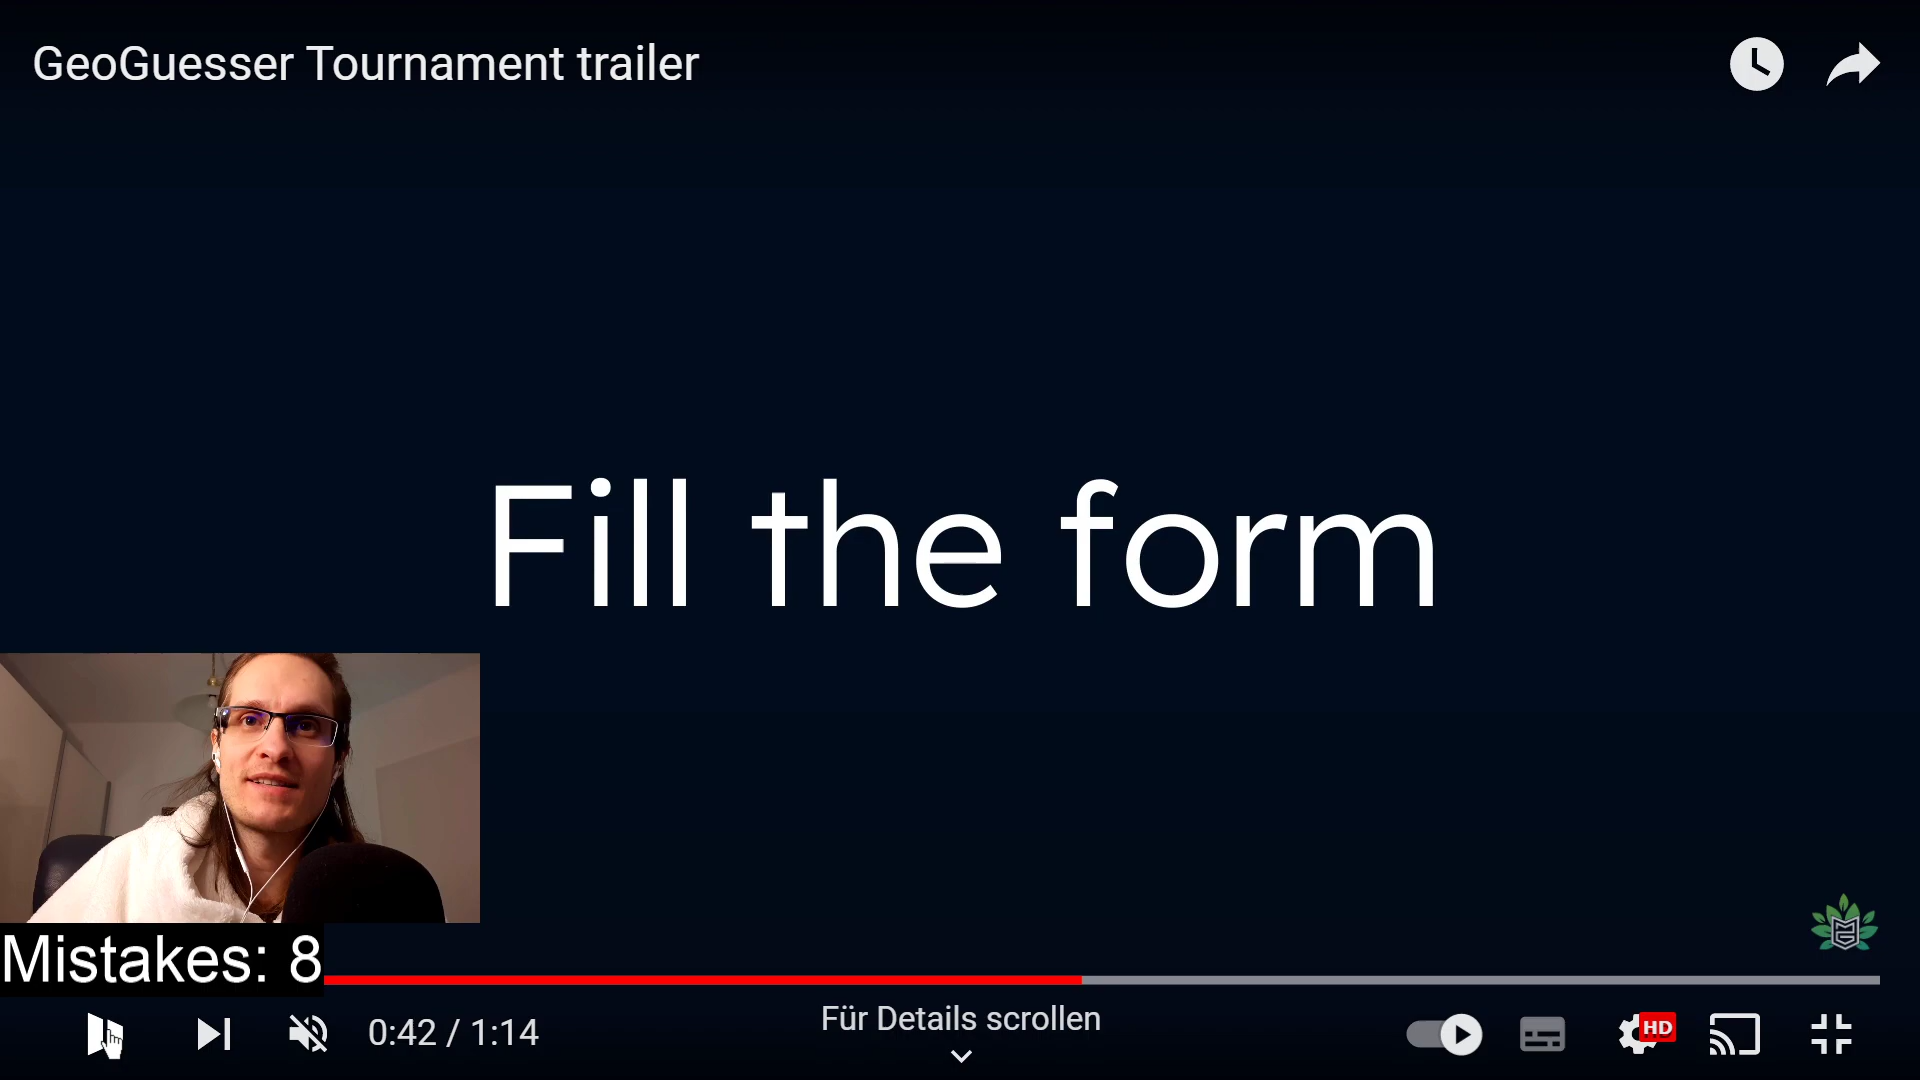 GeoGuesser Tournament trailer
Fill the form
Mistakes: 8
0:42 / 1:14
Für Details scrollen
HD